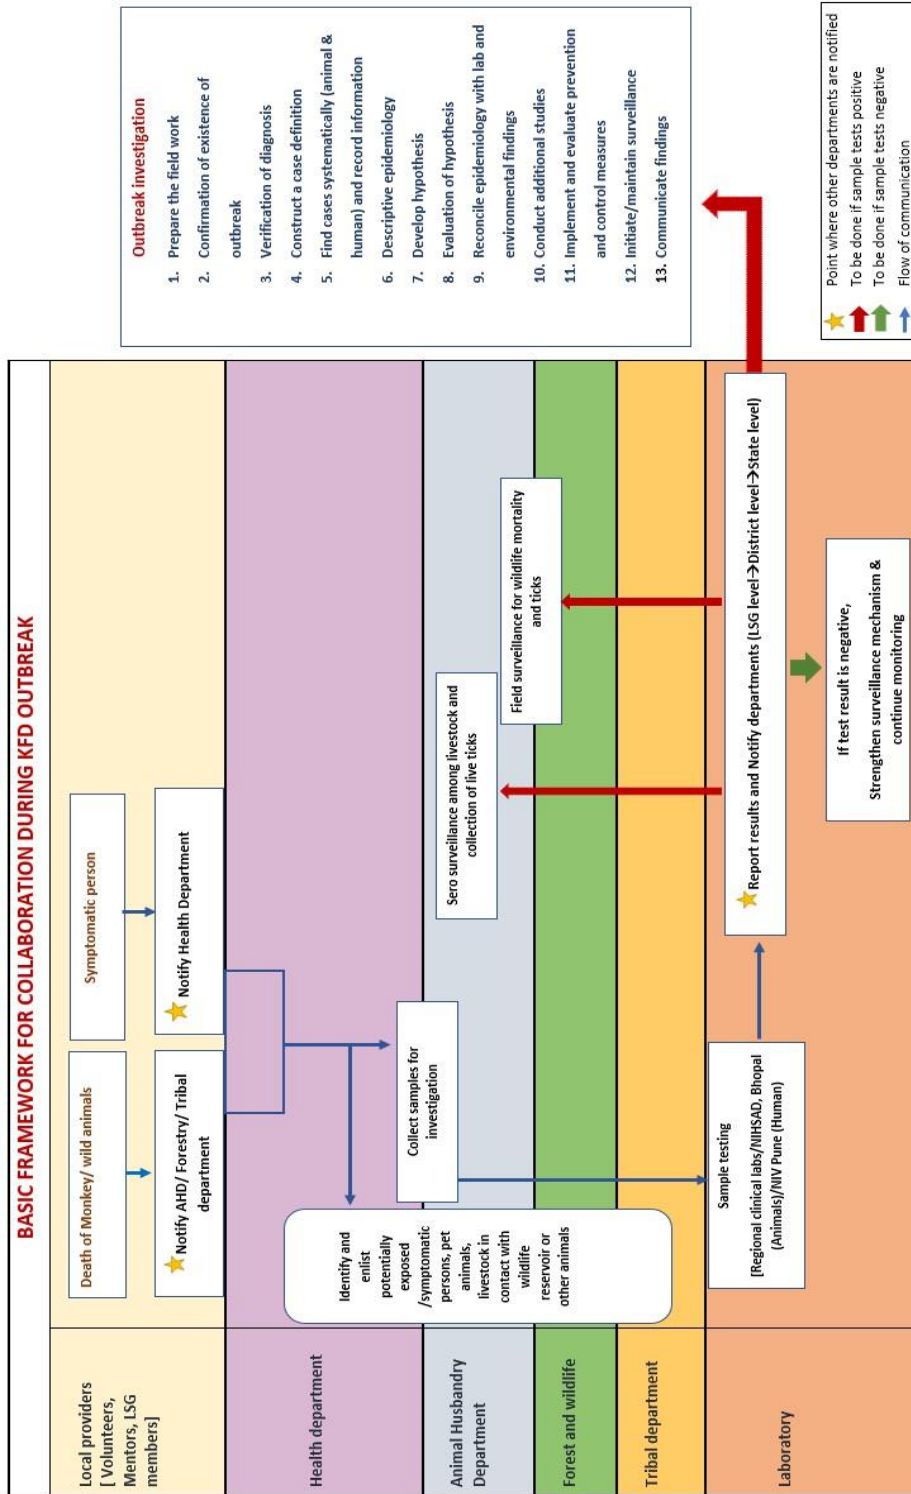 BASIC FRAMEWORK FOR COLLABORATION DURING KFD OUTBREAK
Local providers
[ Volunteers,
Mentors, LSG
members]
Death of Monkey/ wild animals
Symptomatic person
Notify AHD/ Forestry/ Tribal
department
Notify Health Department
Health department
Identify and
enlist
potentially
exposed
/symptomatic
persons, pet
animals,
livestock in
contact with
wildlife
reservoir or
other animals
Collect samples for
investigation
Animal Husbandry
Department
Sero surveillance among livestock and
collection of live ticks
Forest and wildlife
Field surveillance for wildlife mortality
and ticks
Tribal department
Laboratory
Sample testing
[Regional clinical labs/NIHSAD, Bhopal
(Animals)/NIV Pune (Human)
Report results and Notify departments (LSG level→District level→State level)
If test result is negative,
Strengthen surveillance mechanism &
continue monitoring
Outbreak investigation
1. Prepare the field work
2. Confirmation of existence of
outbreak
3. Verification of diagnosis
4. Construct a case definition
5. Find cases systematically (animal &
human) and record information
6. Descriptive epidemiology
7. Develop hypothesis
8. Evaluation of hypothesis
9. Reconcile epidemiology with lab and
environmental findings
10. Conduct additional studies
11. Implement and evaluate prevention
and control measures
12. Initiate/maintain surveillance
13. Communicate findings
Point where other departments are notified
To be done if sample tests positive
To be done if sample tests negative
Flow of communication